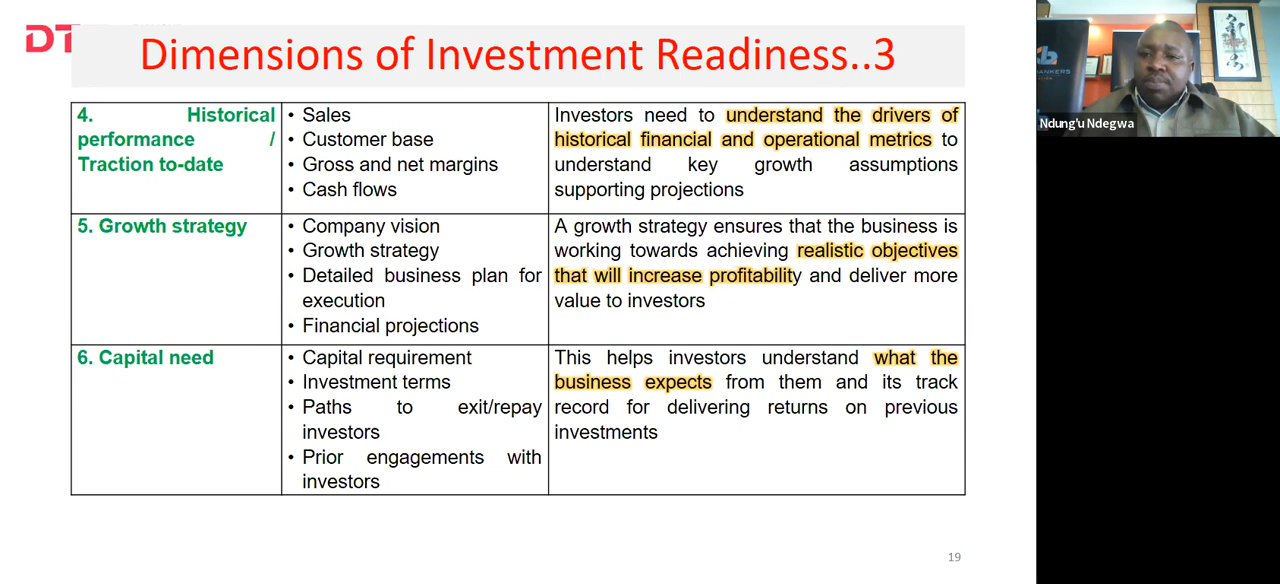 DT
Dimensions of Investment Readiness..3
4. Historical
performance /
Traction to-date
• Sales
• Customer base
• Gross and net margins
• Cash flows
Investors need to understand the drivers of
historical financial and operational metrics to
understand key growth assumptions
supporting projections
5. Growth strategy
• Company vision
• Growth strategy
• Detailed business plan for
execution
• Financial projections
A growth strategy ensures that the business is
working towards achieving realistic objectives
that will increase profitability and deliver more
value to investors
6. Capital need
• Capital requirement
• Investment terms
• Paths to exit/repay
investors
• Prior engagements with
investors
This helps investors understand what the
business expects from them and its track
record for delivering returns on previous
investments
19
Ndung'u Ndegwa